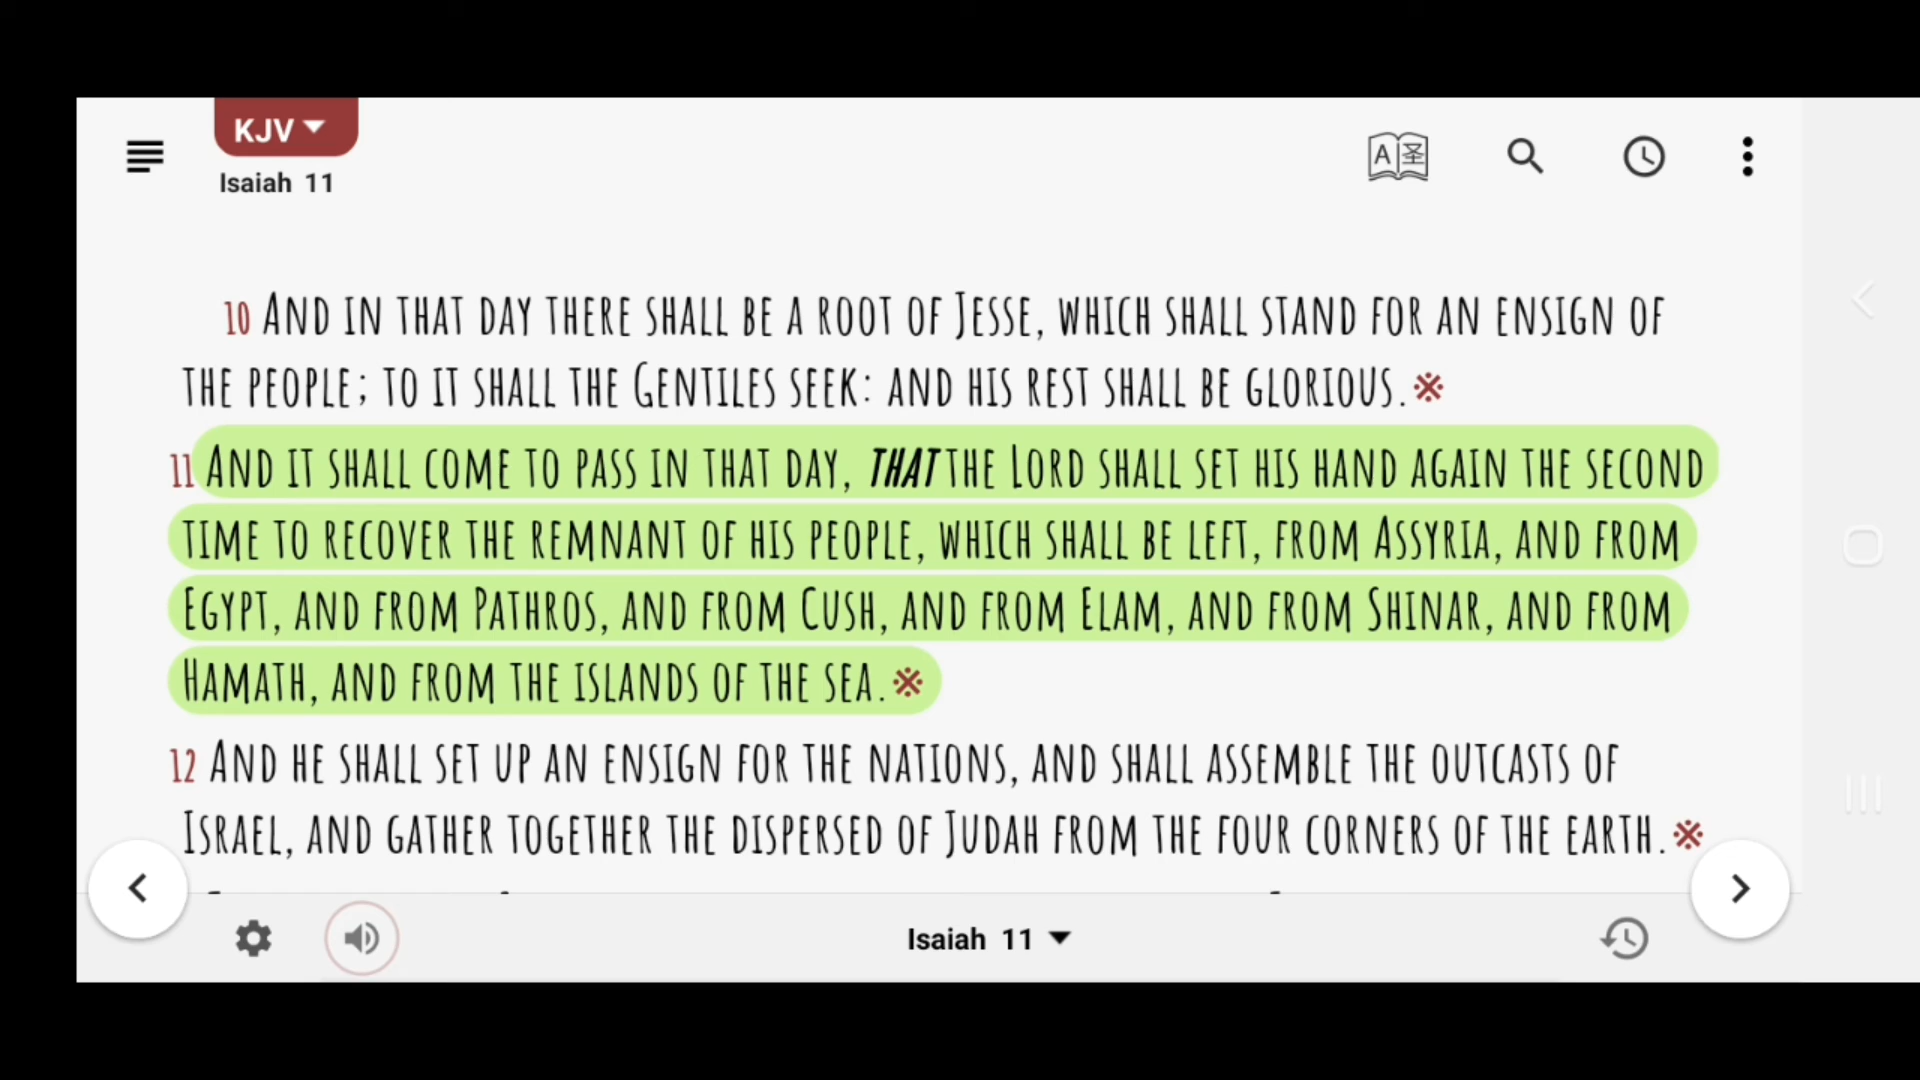 KJV
Isaiah 11
10 And in that day there shall be a root of Jesse, which shall stand for an ensign of
the people; to it shall the Gentiles seek: and his rest shall be glorious.※
11 And it shall come to pass in that day, that the Lord shall set his hand again the second
time to recover the remnant of his people, which shall be left, from Assyria, and from
Egypt, and from Pathros, and from Cush, and from Elam, and from Shinar, and from
Hamath, and from the islands of the sea.※
12 And he shall set up an ensign for the nations, and shall assemble the outcasts of
Israel, and gather together the dispersed of Judah from the four corners of the earth.※
Isaiah 11